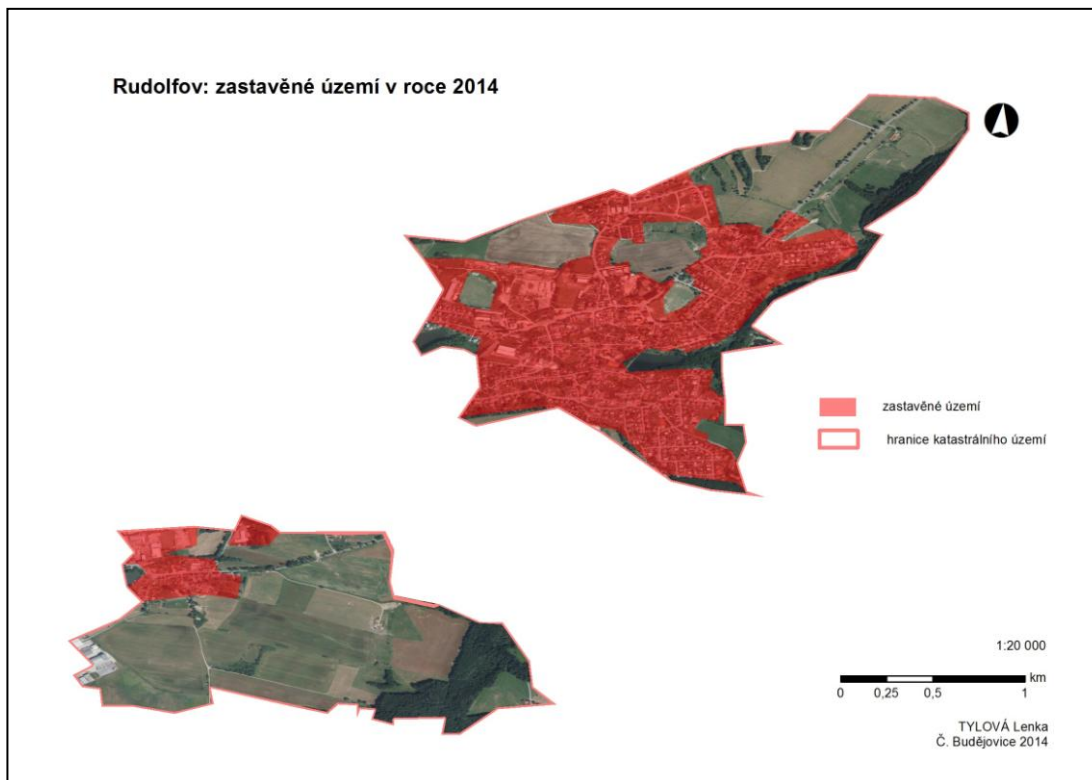 Rudolfov: zastavěné území v roce 2014
zastavěné území
hranice katastrálního území
1:20 000
km
0 0,25 0,5 1
TYLOVÁ Lenka
Č. Budějovice 2014